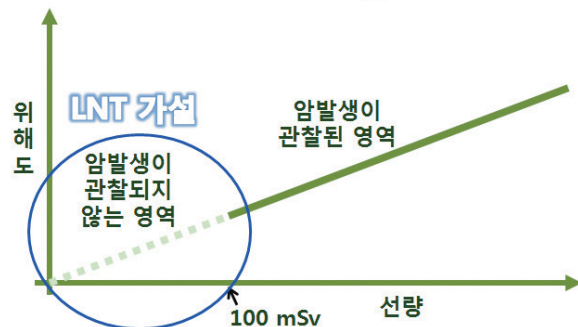 위
해
도
LNT 가설
암발생이
관찰되지
않는 영역
암발생이
관찰된 영역
100 mSv
선량